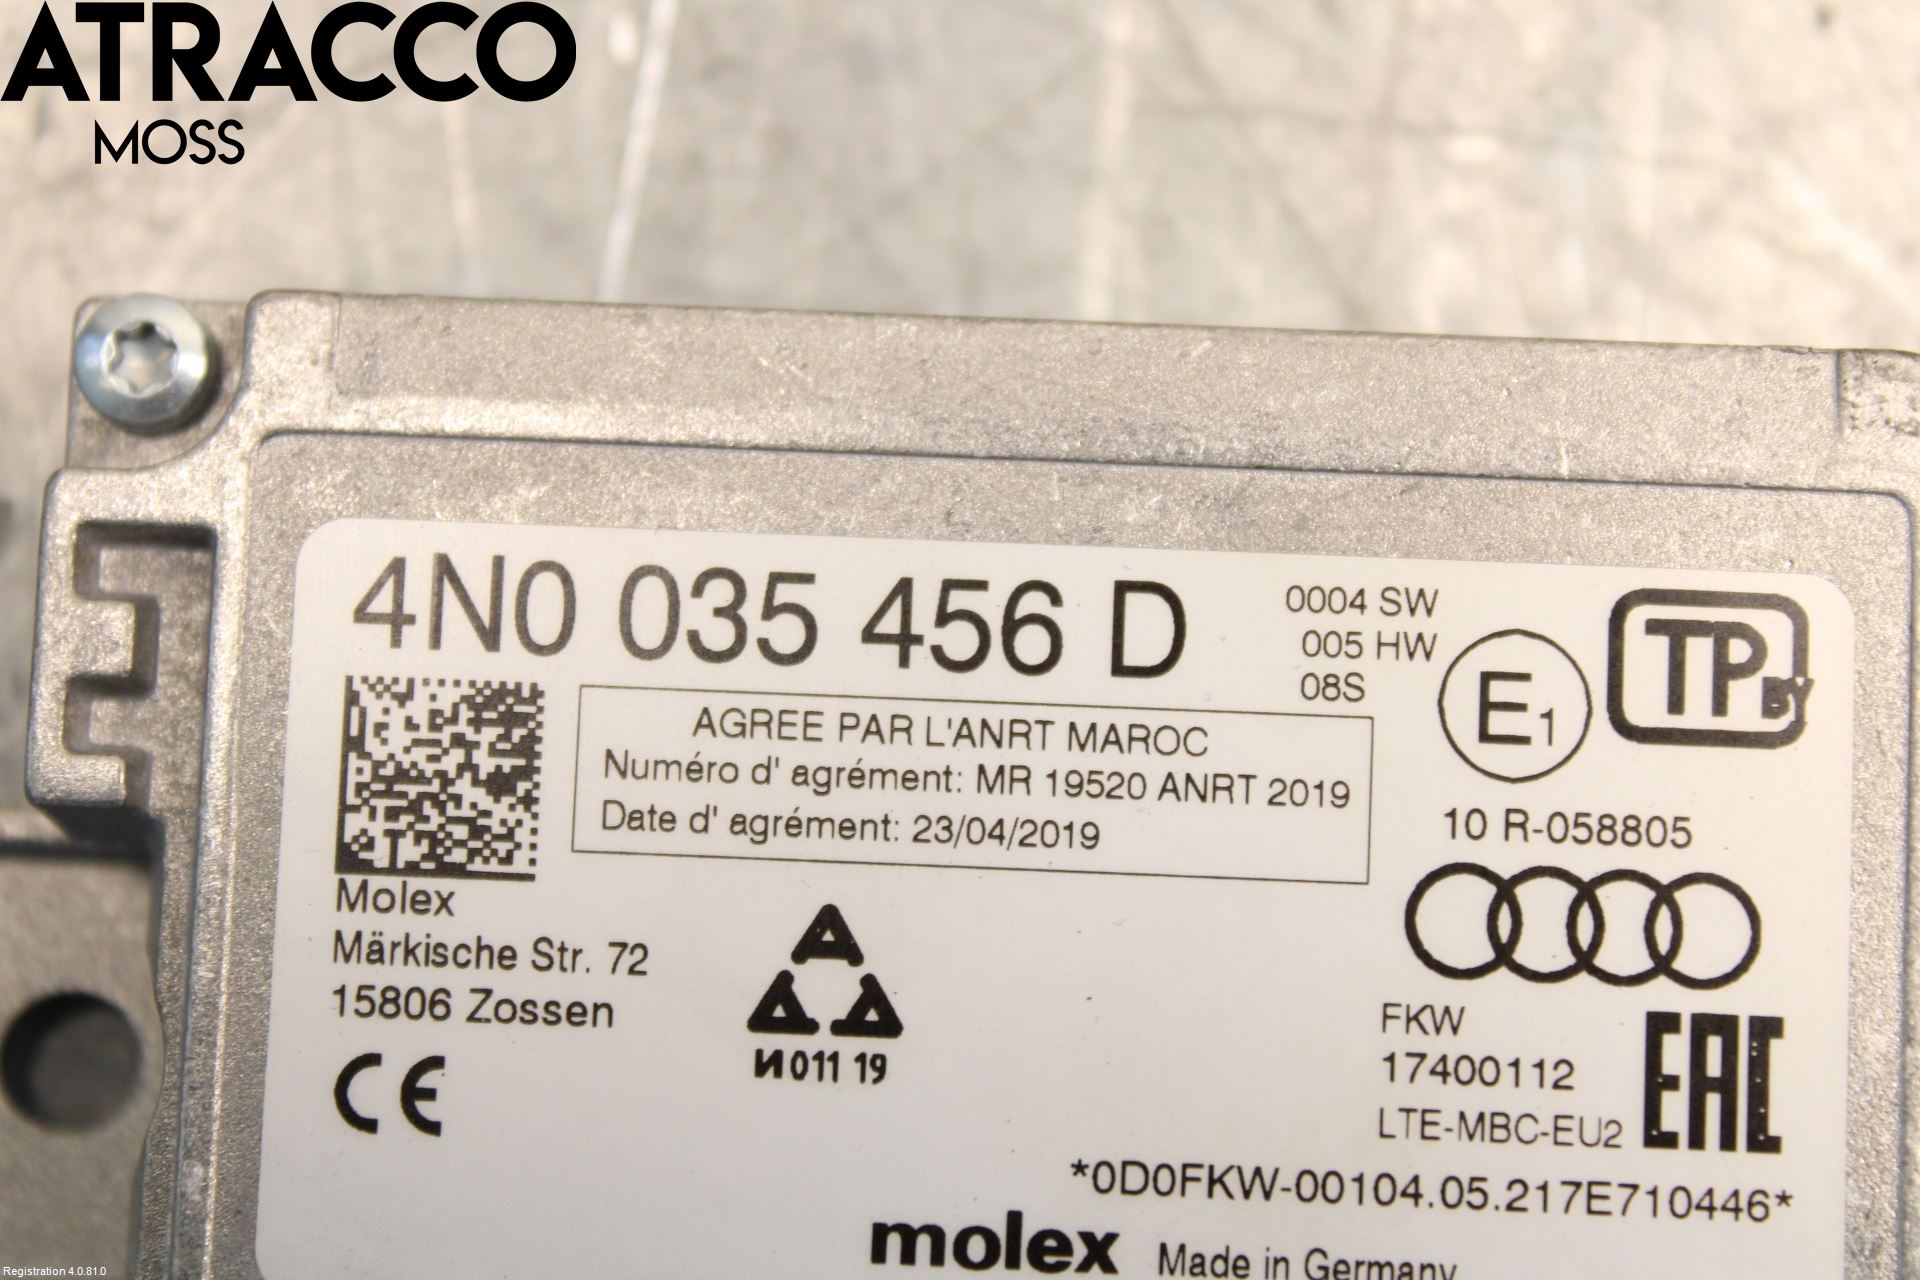 ATRACCO
MOSS
4N0 035 456 D
0004 SW
005 HW
08S
E1
TP BY
AGREE PAR L'ANRT MAROC
Numéro d' agrément: MR 19520 ANRT 2019
Date d' agrément: 23/04/2019
10 R-058805
Molex
Märkische Str. 72
15806 Zossen
CE
И011 19
FKW
17400112
LTE-MBC-EU2
EAC
*0D0FKW-00104.05.217E710446*
molex Made in Germany
Registration 4.0.81.0